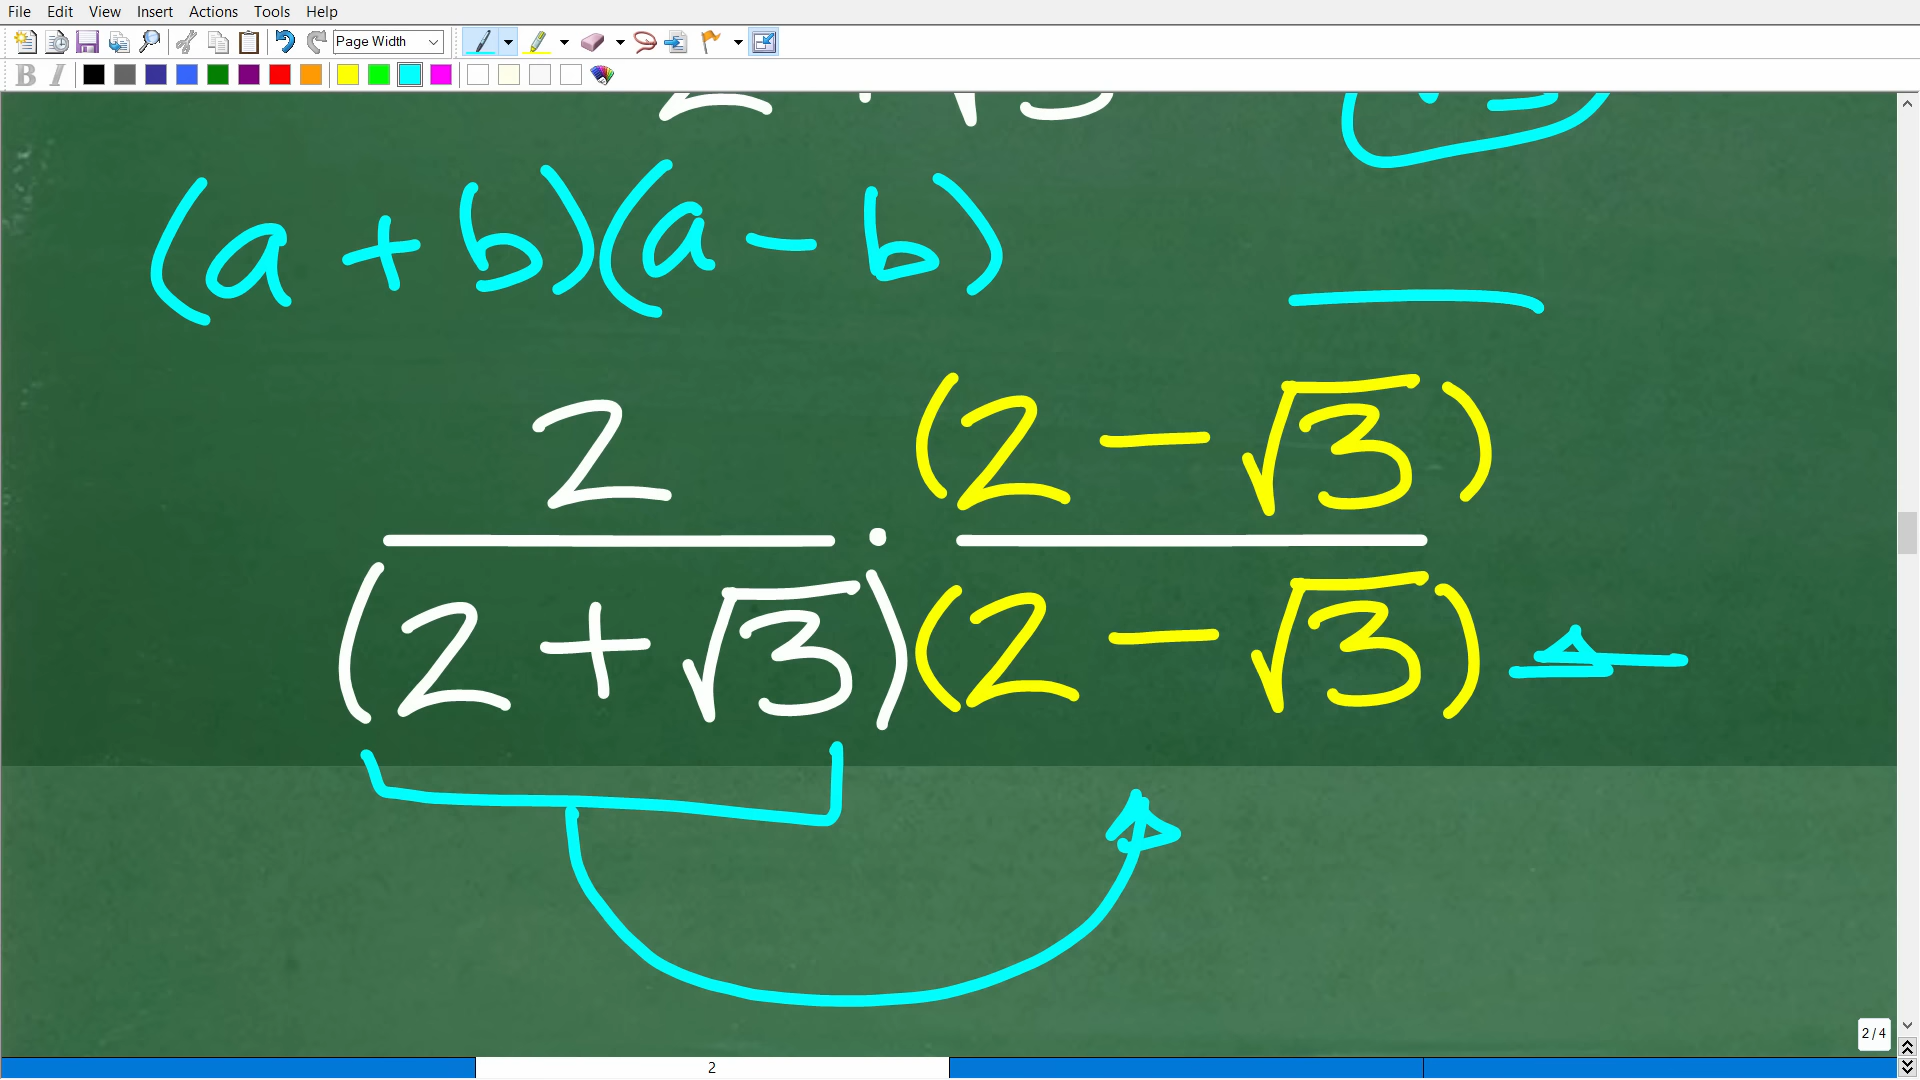 File Edit View Insert Actions Tools Help
Page Width
B I
(a + b)(a - b)
2 (2 - √3)
(2 + √3) · (2 - √3)
2 / 4
2